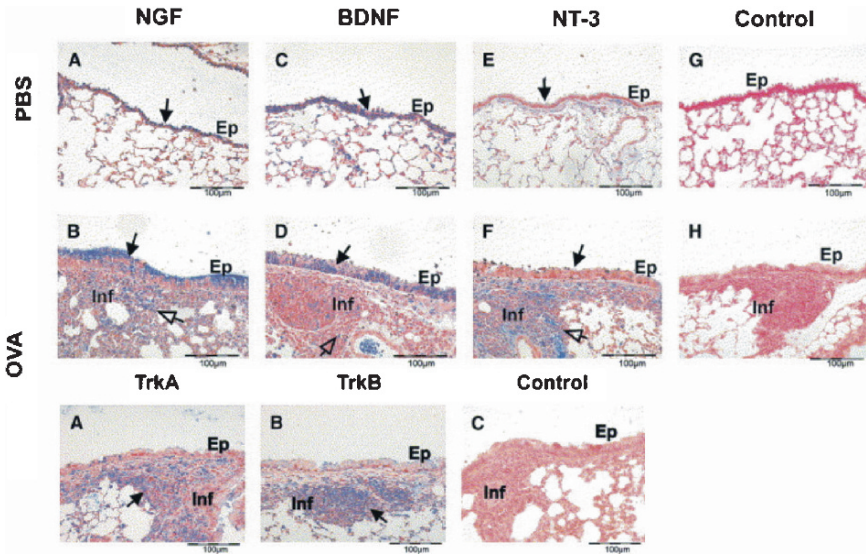 NGF BDNF NT-3 Control
PBS
A C E G
Ep Ep Ep Ep
100µm 100µm 100µm 100µm
OVA
B D F H
Ep Ep Ep Ep
Inf Inf Inf Inf
100µm 100µm 100µm 100µm
TrkA TrkB Control
A B C
Ep Ep Ep
Inf Inf Inf
100µm 100µm 100µm